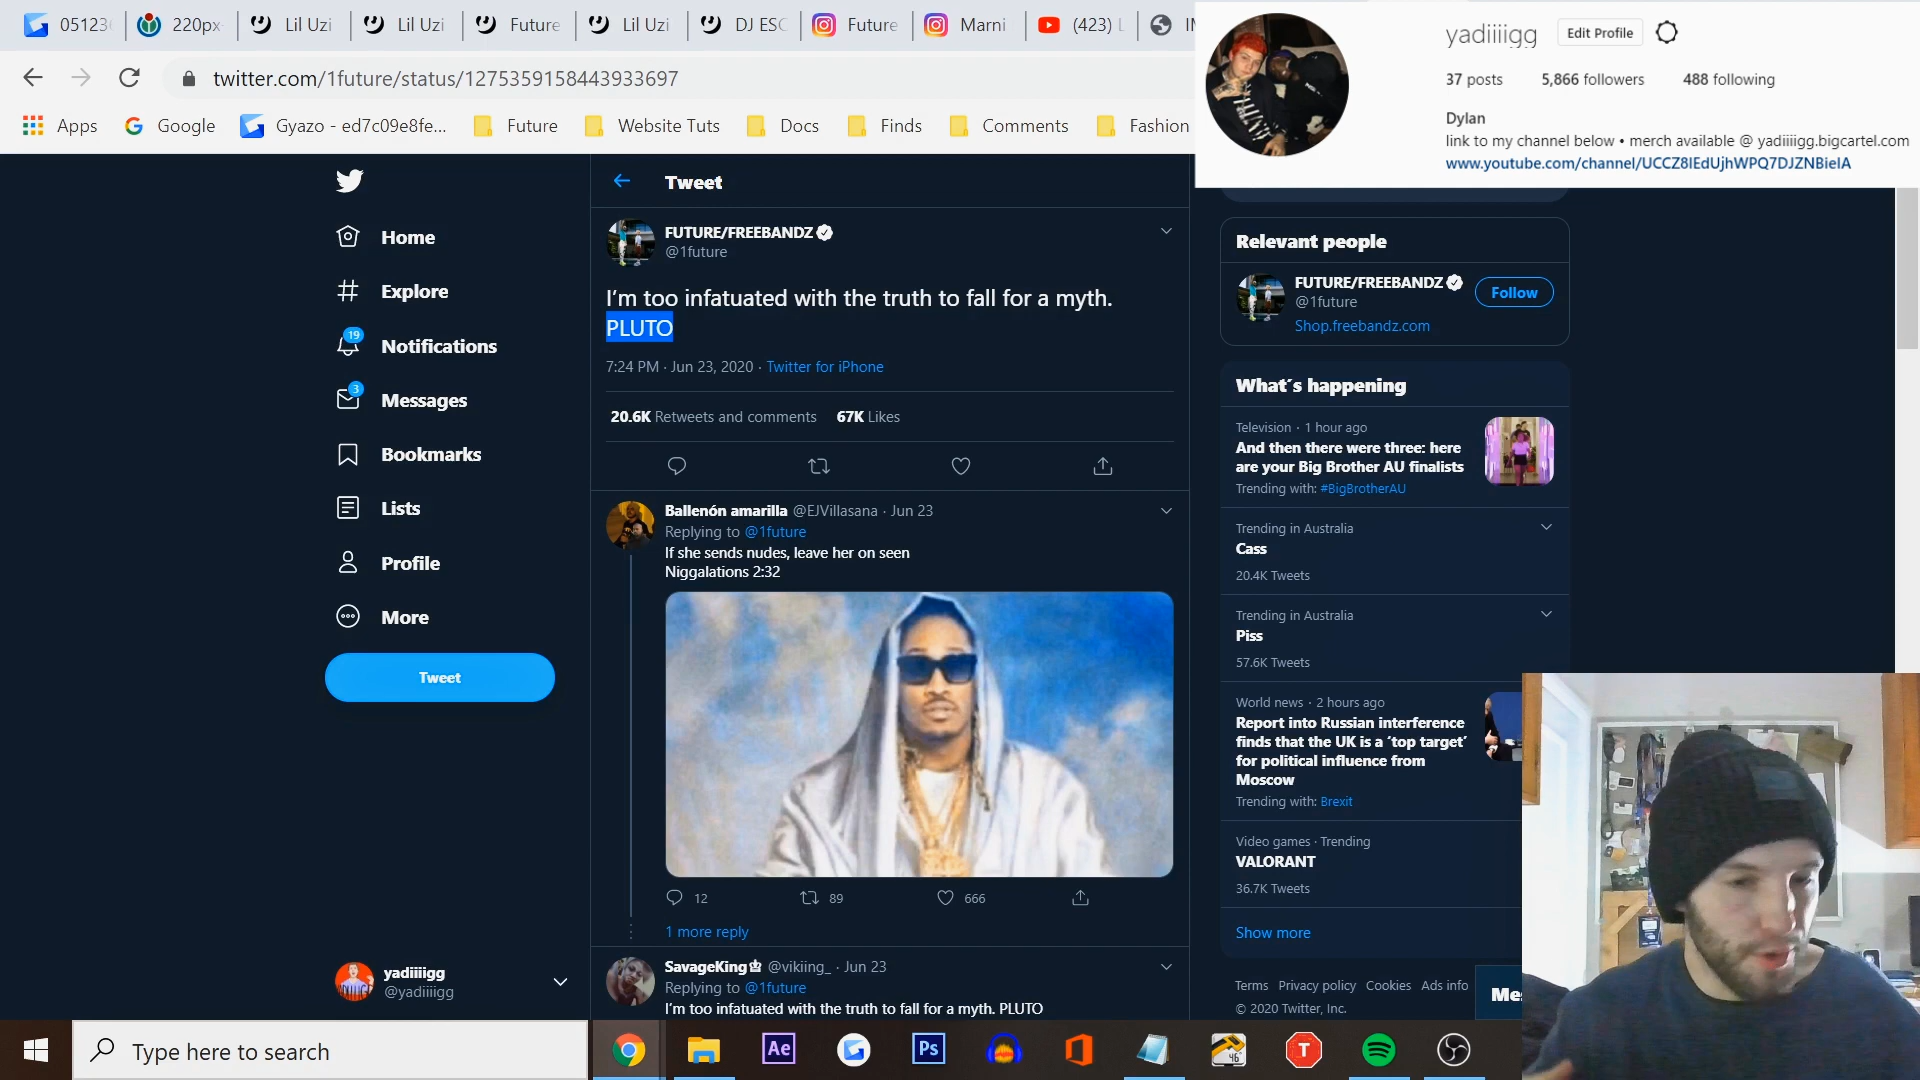 05123
220px
Lil Uzi
Lil Uzi
Future
Lil Uzi
DJ ESC
Future
Marni
(423) L
twitter.com/1future/status/1275359158443933697
Apps
Google
Gyazo - ed7c09e8fe...
Future
Website Tuts
Docs
Finds
Comments
Fashion
yadiiiigg
Edit Profile
37 posts 5,866 followers 488 following
Dylan
link to my channel below • merch available @ yadiiiigg.bigcartel.com
www.youtube.com/channel/UCCZ8lEdUjhWPQ7DJZNBielA
Home
Explore
19
Notifications
3
Messages
Bookmarks
Lists
Profile
More
Tweet
yadiiiigg
@yadiiiigg
Tweet
FUTURE/FREEBANDZ
@1future
I’m too infatuated with the truth to fall for a myth.
PLUTO
7:24 PM · Jun 23, 2020 · Twitter for iPhone
20.6K Retweets and comments 67K Likes
Ballenón amarilla @EJVillasana · Jun 23
Replying to @1future
If she sends nudes, leave her on seen
Niggalations 2:32
12 89 666
1 more reply
SavageKing @vikiing_ · Jun 23
Replying to @1future
I’m too infatuated with the truth to fall for a myth. PLUTO
Relevant people
FUTURE/FREEBANDZ
@1future
Follow
Shop.freebandz.com
What’s happening
Television · 1 hour ago
And then there were three: here
are your Big Brother AU finalists
Trending with: #BigBrotherAU
Trending in Australia
Cass
20.4K Tweets
Trending in Australia
Piss
57.6K Tweets
World news · 2 hours ago
Report into Russian interference
finds that the UK is a ‘top target’
for political influence from
Moscow
Trending with: Brexit
Video games · Trending
VALORANT
36.7K Tweets
Show more
Terms Privacy policy Cookies Ads info
© 2020 Twitter, Inc.
Type here to search
Ae
Ps
T